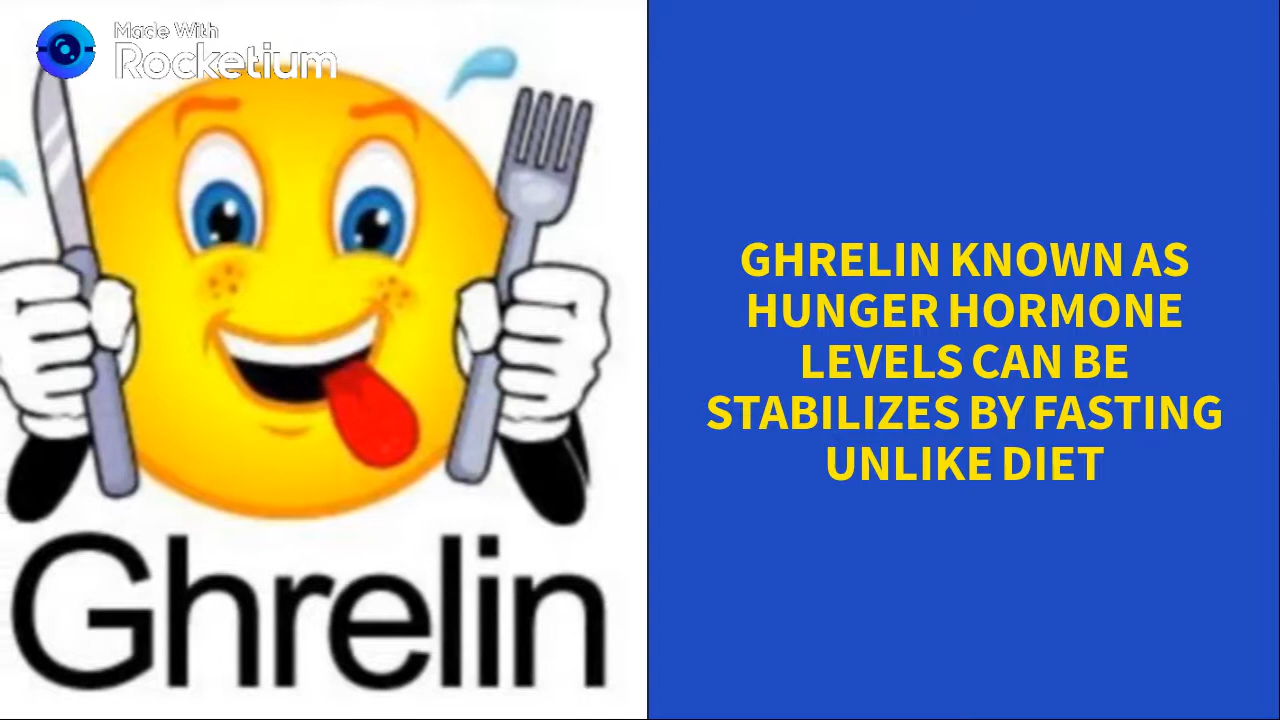 Made With
Rocketium
Ghrelin
GHRELIN KNOWN AS
HUNGER HORMONE
LEVELS CAN BE
STABILIZES BY FASTING
UNLIKE DIET